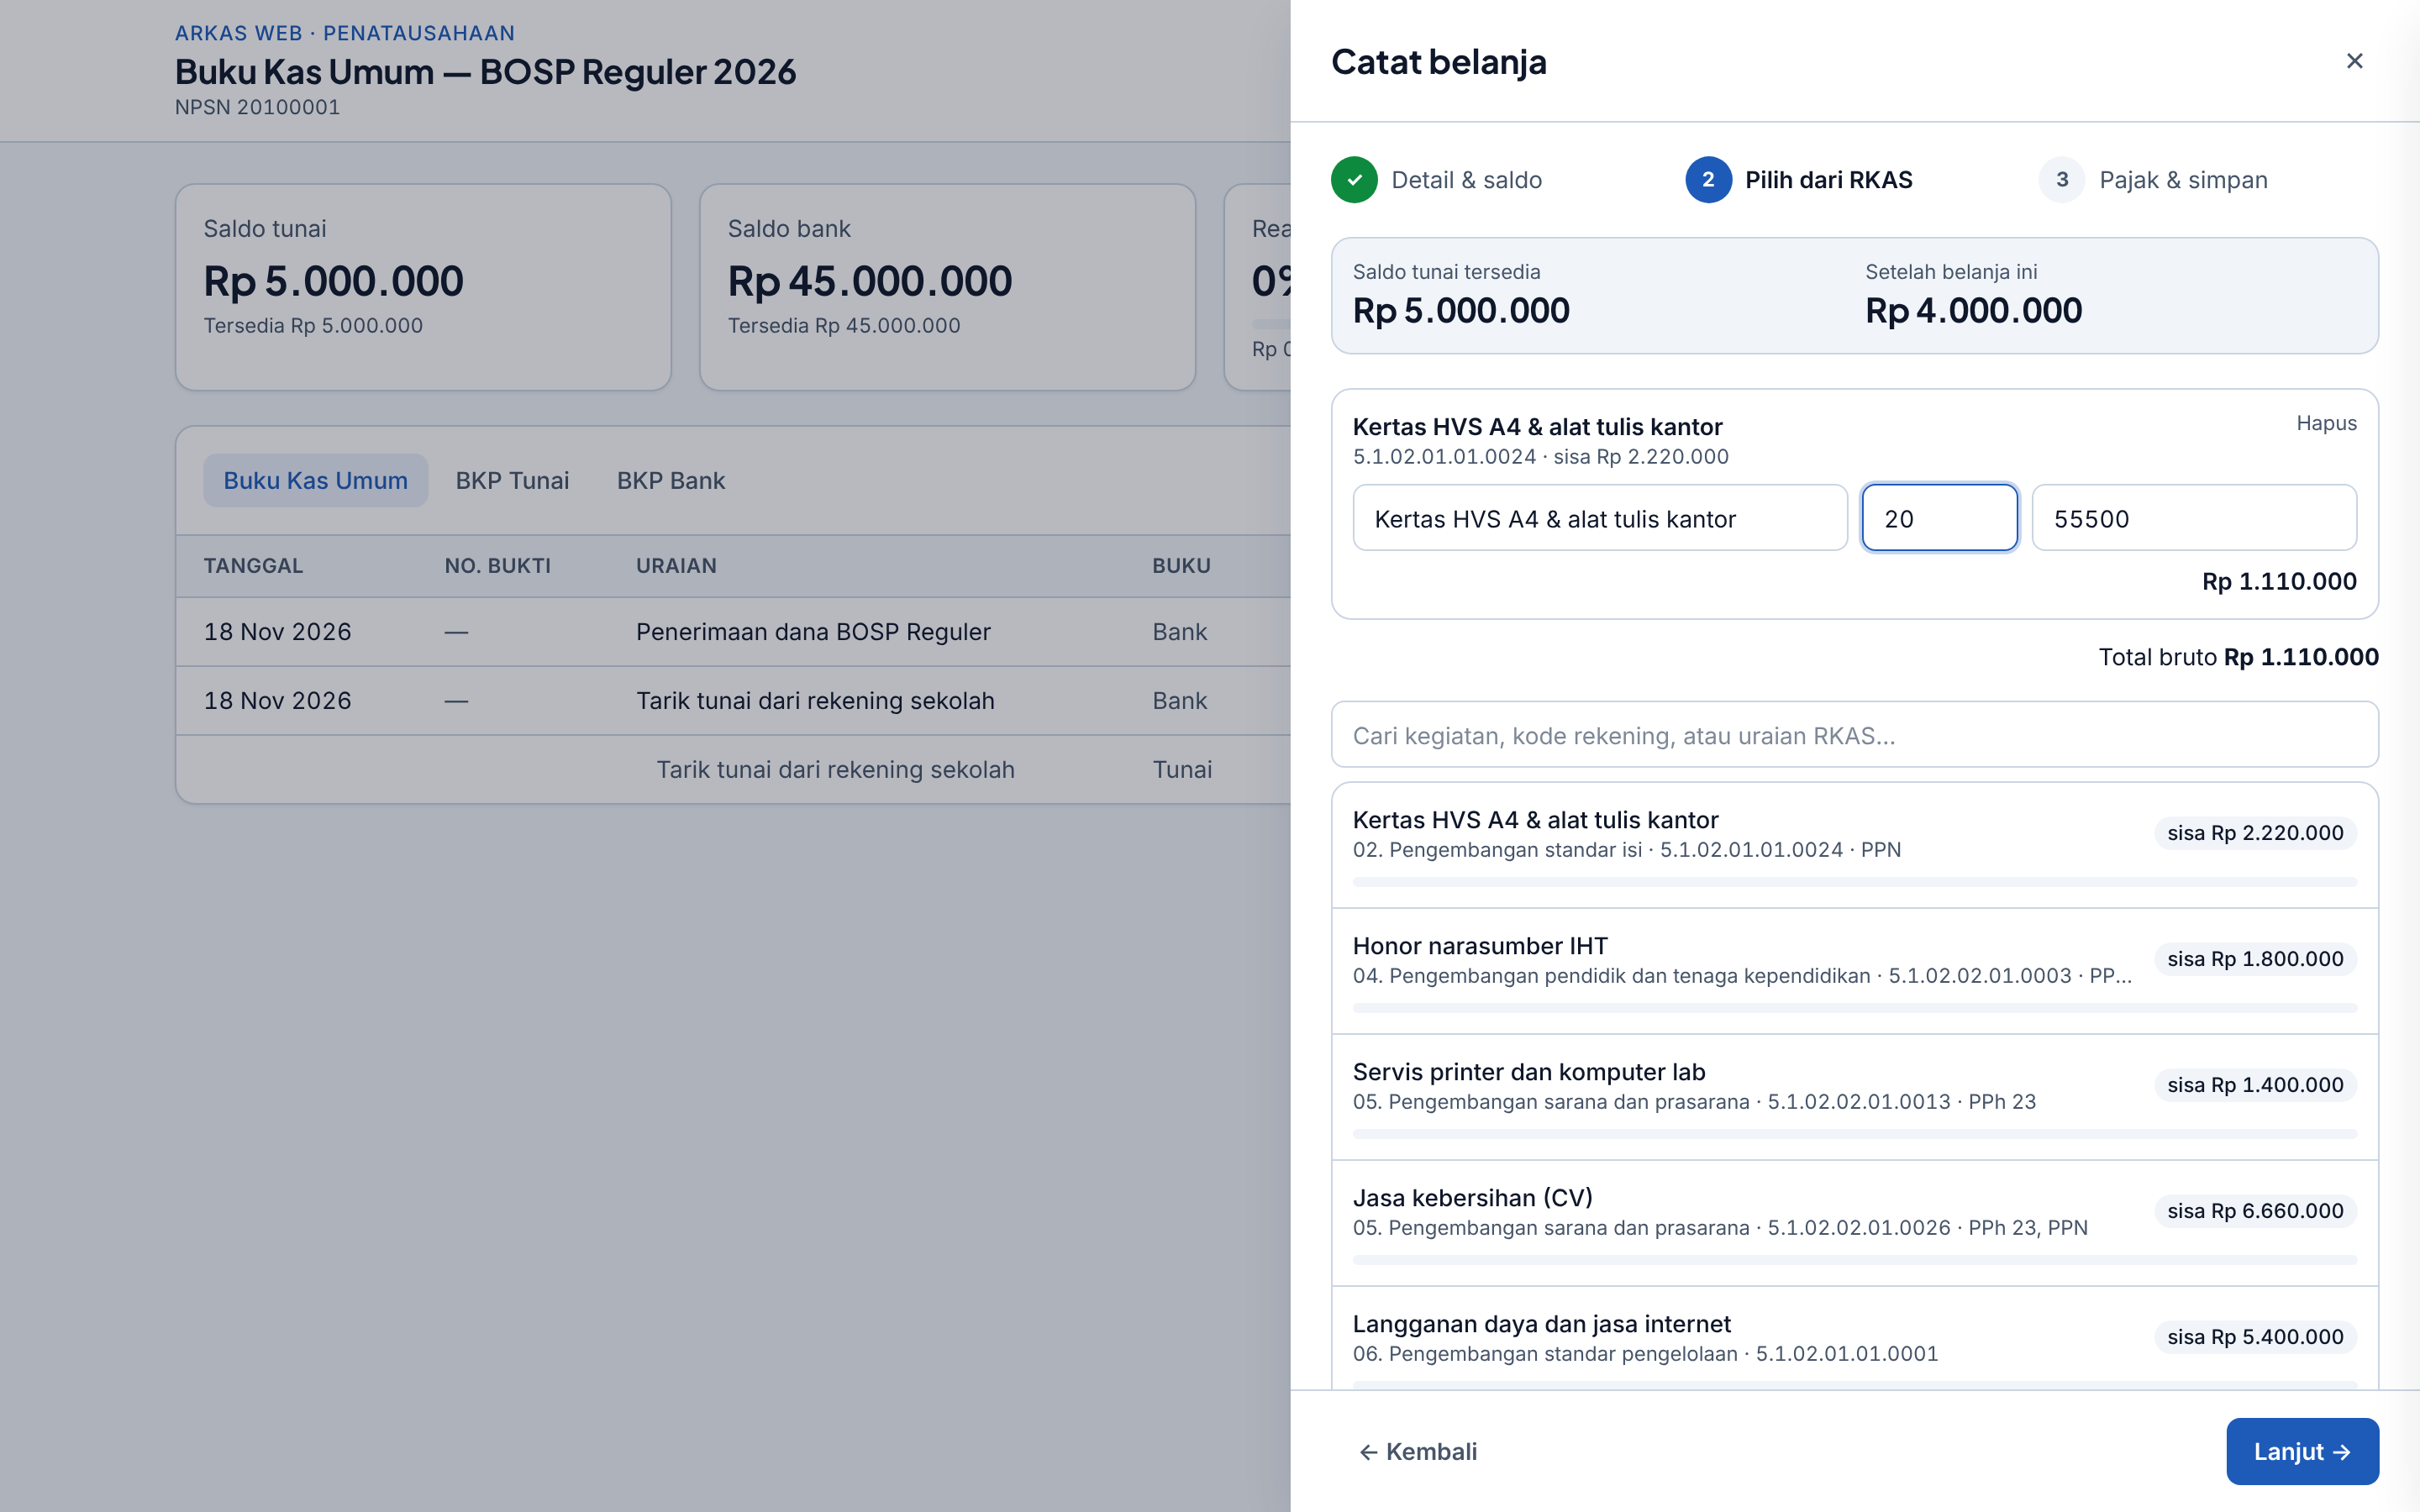 ARKAS WEB · PENATAUSAHAAN
Buku Kas Umum — BOSP Reguler 2026
NPSN 20100001
Saldo tunai
Rp 5.000.000
Tersedia Rp 5.000.000
Saldo bank
Rp 45.000.000
Tersedia Rp 45.000.000
Buku Kas Umum
BKP Tunai
BKP Bank
TANGGAL NO. BUKTI URAIAN BUKU
18 Nov 2026 — Penerimaan dana BOSP Reguler Bank
18 Nov 2026 — Tarik tunai dari rekening sekolah Bank
Tarik tunai dari rekening sekolah Tunai
Catat belanja
×
Detail & saldo
2 Pilih dari RKAS
3 Pajak & simpan
Saldo tunai tersedia
Rp 5.000.000
Setelah belanja ini
Rp 4.000.000
Kertas HVS A4 & alat tulis kantor
Hapus
5.1.02.01.01.0024 · sisa Rp 2.220.000
Kertas HVS A4 & alat tulis kantor
20
55500
Rp 1.110.000
Total bruto Rp 1.110.000
Cari kegiatan, kode rekening, atau uraian RKAS...
Kertas HVS A4 & alat tulis kantor
02. Pengembangan standar isi · 5.1.02.01.01.0024 · PPN
sisa Rp 2.220.000
Honor narasumber IHT
04. Pengembangan pendidik dan tenaga kependidikan · 5.1.02.02.01.0003 · PP...
sisa Rp 1.800.000
Servis printer dan komputer lab
05. Pengembangan sarana dan prasarana · 5.1.02.02.01.0013 · PPh 23
sisa Rp 1.400.000
Jasa kebersihan (CV)
05. Pengembangan sarana dan prasarana · 5.1.02.02.01.0026 · PPh 23, PPN
sisa Rp 6.660.000
Langganan daya dan jasa internet
06. Pengembangan standar pengelolaan · 5.1.02.01.01.0001
sisa Rp 5.400.000
← Kembali
Lanjut →